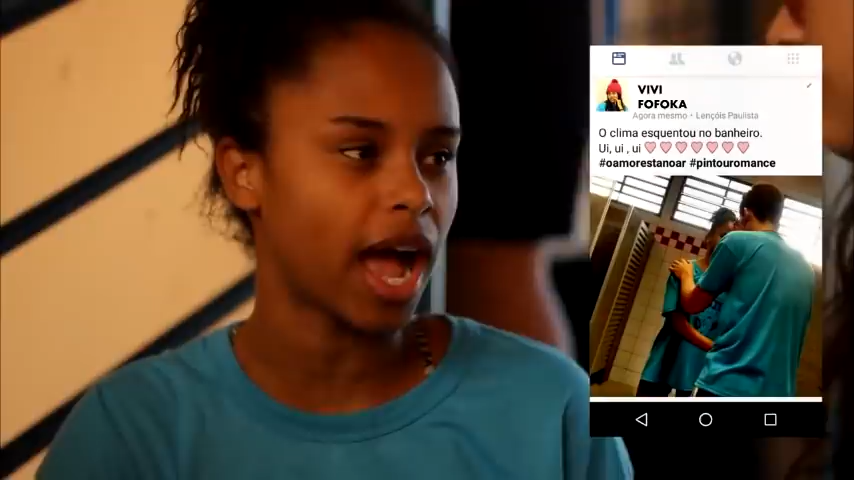 VIVI
FOFOKA
Agora mesmo • Lençóis Paulista
O clima esquentou no banheiro.
Ui, ui , ui ♡♡♡♡♡♡♡
#oamorestanoar #pintouromance